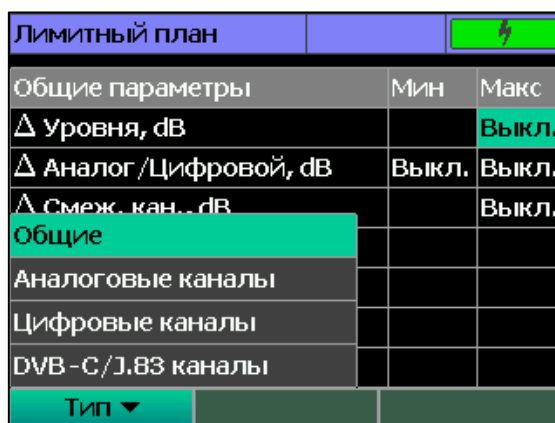 Лимитный план
Общие параметры Мин Макс
Δ Уровня, dB Выкл.
Δ Аналог/Цифровой, dB Выкл. Выкл.
Δ Смеж. кан., dB Выкл.
Общие
Аналоговые каналы
Цифровые каналы
DVB-C/J.83 каналы
Тип ▼